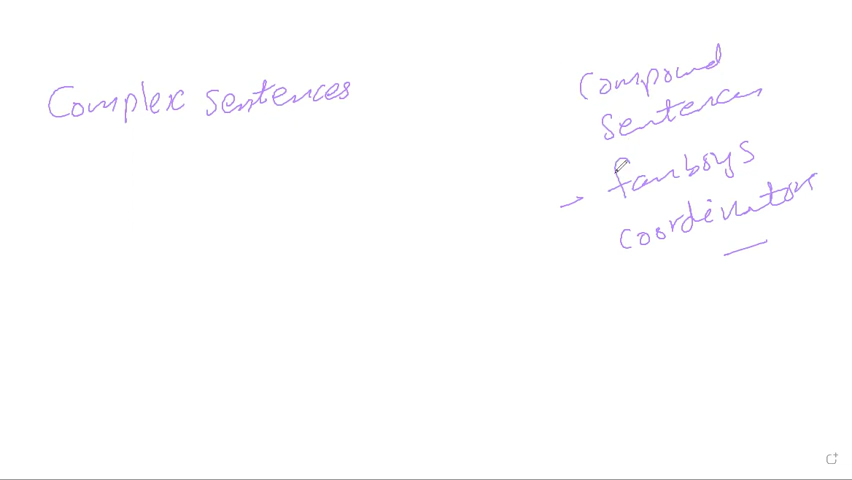 Complex sentences
Compound
sentences
fanboys
coordinator